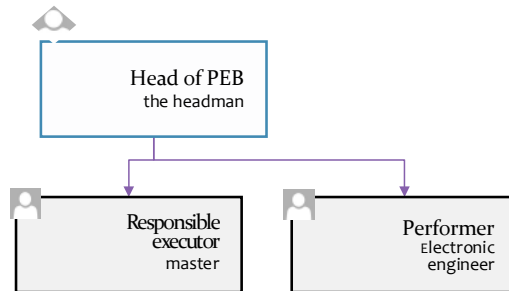 Head of PEB
the headman
Responsible
executor
master
Performer
Electronic
engineer